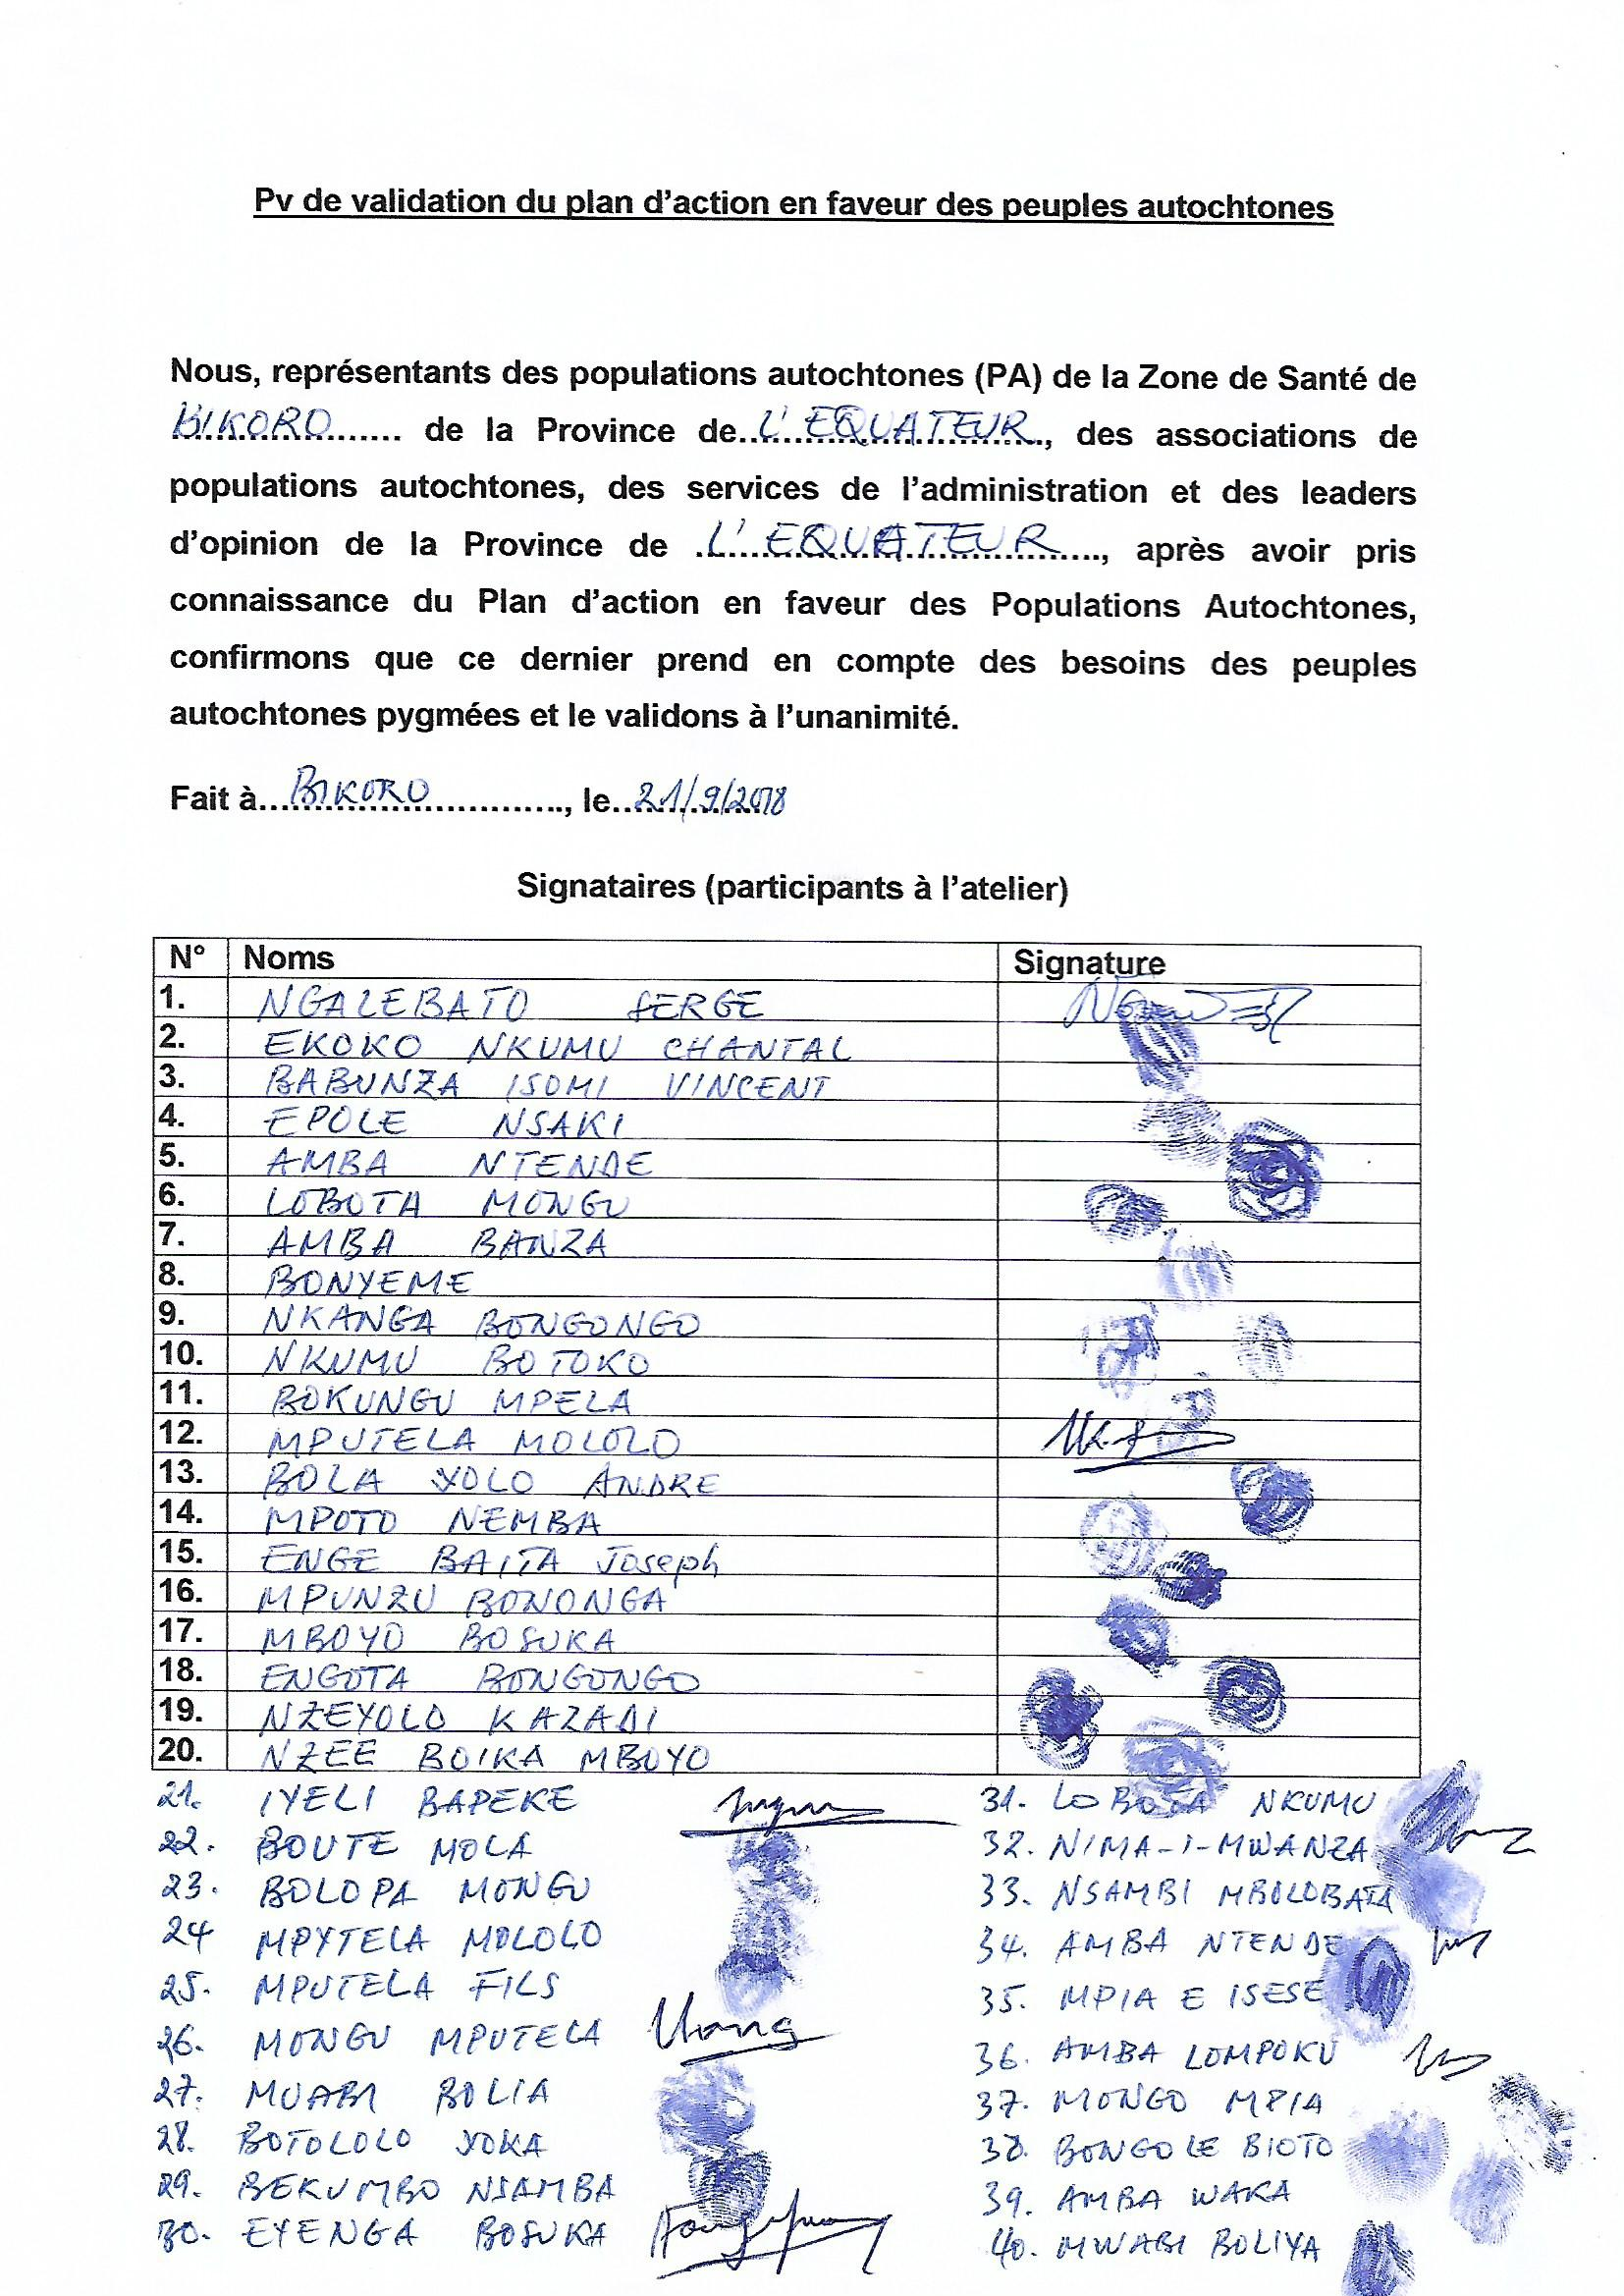 Pv de validation du plan d'action en faveur des peuples autochtones
Nous, représentants des populations autochtones (PA) de la Zone de Santé de
BIKORO de la Province de L'EQUATEUR, des associations de
populations autochtones, des services de l'administration et des leaders
d'opinion de la Province de L'EQUATEUR, après avoir pris
connaissance du Plan d'action en faveur des Populations Autochtones,
confirmons que ce dernier prend en compte des besoins des peuples
autochtones pygmées et le validons à l'unanimité.
Fait à BIKORO, le 21/9/2018
Signataires (participants à l'atelier)
N° Noms Signature
1. NGALEBATO SERGE
2. EKOKO NKUMU CHANTAL
3. BABUNZA ISOMI VINCENT
4. EPOLE NSAKI
5. AMBA NTENDE
6. LOBOTA MONGU
7. AMBA BANZA
8. BONYEME
9. NKANGA BONGONGO
10. NKUMU BOTOKO
11. BOKUNGU MPELA
12. MPUTELA MOLOLO
13. BOLA YOLO ANDRE
14. MPOTO NEMBA
15. ENGE BAITA Joseph
16. MPUNZU BONONGA
17. MBOYO BOSUKA
18. ENGOTA BONGONGO
19. NZEYOLO KAZADI
20. NZEE BOIKA MBOYO
21. IYELI BAPEKE
22. BOUTE MOLA
23. BOLOPA MONGU
24 MPYTELA MOLOLO
25. MPUTELA FILS
26. MONGU MPUTELA
27. MUABI BOLIA
28. BOTOLOLO YOKA
29. BEKUMBO NSAMBA
30. EYENGA BOSUKA
31. LOBOTA NKUMU
32. NIMA-I-MWANZA
33. NSAMBI MBOLOBATA
34. AMBA NTENDE
35. MPIA E ISESE
36. AMBA LOMPOKU
37. MONGO MPIA
38. BONGOLE BIOTO
39. AMBA WAKA
40. MWABI BOLIYA